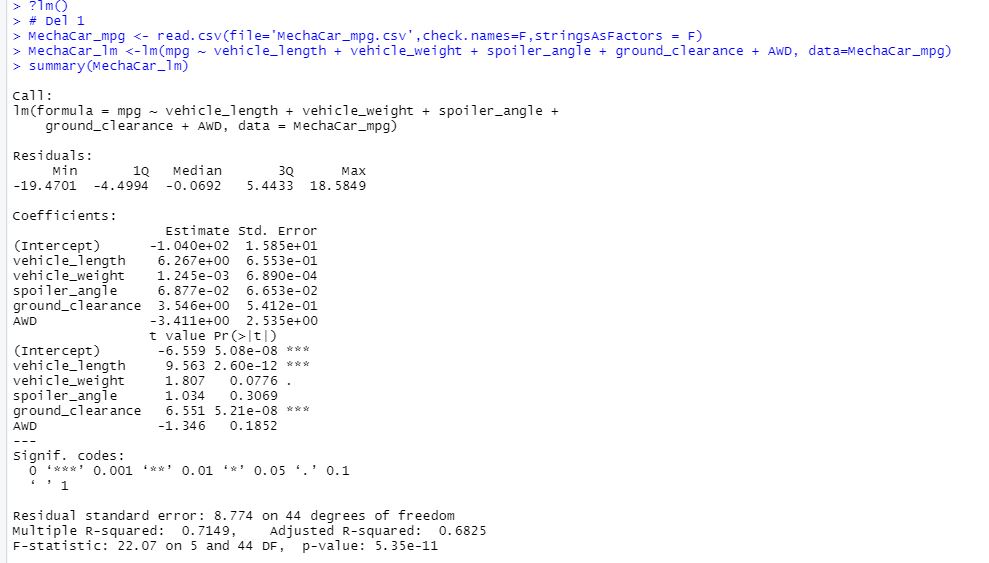 > ?lm()
> # Del 1
> MechaCar_mpg <- read.csv(file='MechaCar_mpg.csv',check.names=F,stringsAsFactors = F)
> MechaCar_lm <-lm(mpg ~ vehicle_length + vehicle_weight + spoiler_angle + ground_clearance + AWD, data=MechaCar_mpg)
> summary(MechaCar_lm)

Call:
lm(formula = mpg ~ vehicle_length + vehicle_weight + spoiler_angle +
    ground_clearance + AWD, data = MechaCar_mpg)

Residuals:
     Min       1Q   Median       3Q      Max
-19.4701  -4.4994  -0.0692   5.4433  18.5849

Coefficients:
                   Estimate Std. Error
(Intercept)      -1.040e+02  1.585e+01
vehicle_length    6.267e+00  6.553e-01
vehicle_weight    1.245e-03  6.890e-04
spoiler_angle     6.877e-02  6.653e-02
ground_clearance  3.546e+00  5.412e-01
AWD              -3.411e+00  2.535e+00
                 t value Pr(>|t|)
(Intercept)       -6.559 5.08e-08 ***
vehicle_length     9.563 2.60e-12 ***
vehicle_weight     1.807   0.0776 .
spoiler_angle      1.034   0.3069
ground_clearance   6.551 5.21e-08 ***
AWD               -1.346   0.1852
---
Signif. codes:
  0 ‘***’ 0.001 ‘**’ 0.01 ‘*’ 0.05 ‘.’ 0.1
  ‘ ’ 1

Residual standard error: 8.774 on 44 degrees of freedom
Multiple R-squared:  0.7149,    Adjusted R-squared:  0.6825
F-statistic: 22.07 on 5 and 44 DF,  p-value: 5.35e-11